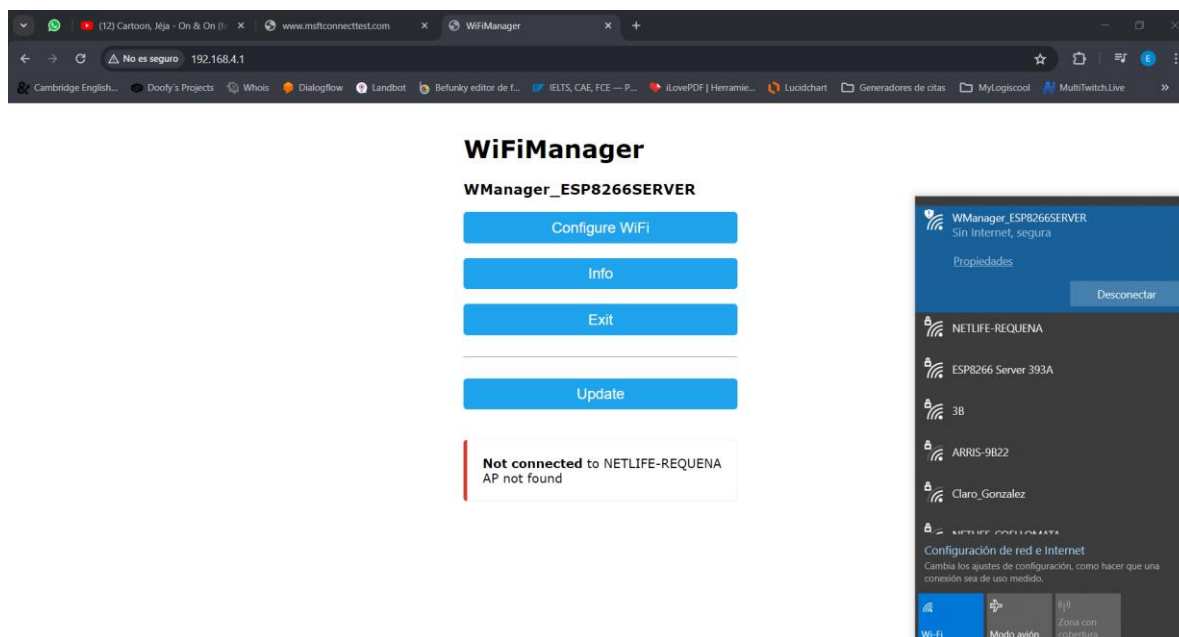 (12) Cartoon, Jéja - On & On (
www.msftconnecttest.com
WiFiManager
No es seguro
192.168.4.1
Cambridge English...
Doofy's Projects
Whois
Dialogflow
Landbot
Befunky editor de f...
IELTS, CAE, FCE — P...
iLovePDF | Herramie...
Lucidchart
Generadores de citas
MyLogiscool
MultiTwitch.Live
WiFiManager
WManager_ESP8266SERVER
Configure WiFi
Info
Exit
Update
Not connected to NETLIFE-REQUENA
AP not found
WManager_ESP8266SERVER
Sin Internet, segura
Propiedades
Desconectar
NETLIFE-REQUENA
ESP8266 Server 393A
3B
ARRIS-9B22
Claro_Gonzalez
Configuración de red e Internet
Cambia los ajustes de configuración, como hacer que una
conexión sea de uso medido.
Wi-Fi
Modo avión
Zona con
cobertura